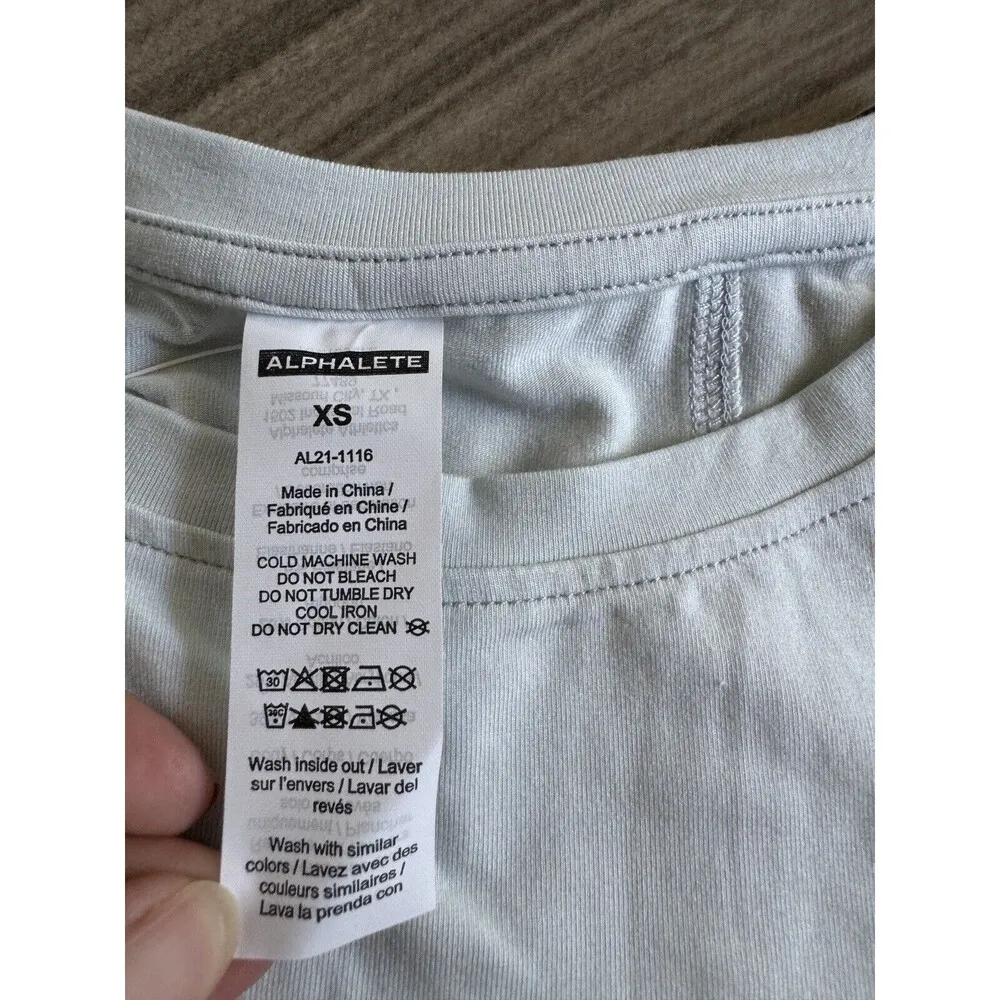 ALPHALETE
XS
AL21-1116
Made in China /
Fabriqué en Chine /
Fabricado en China
COLD MACHINE WASH
DO NOT BLEACH
DO NOT TUMBLE DRY
COOL IRON
DO NOT DRY CLEAN
30
30C
Wash inside out / Laver
sur l'envers / Lavar del
revés
Wash with similar
colors / Lavez avec des
couleurs similaires /
Lava la prenda con